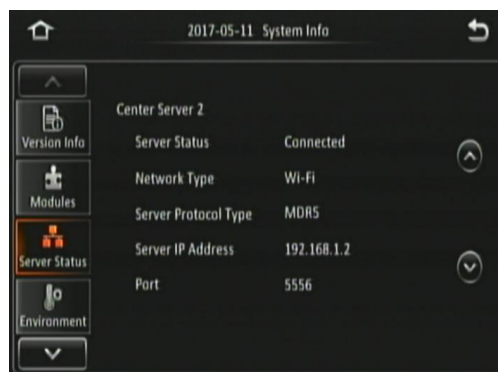 2017-05-11 System Info
Version Info
Modules
Server Status
Environment
Center Server 2
Server Status Connected
Network Type Wi-Fi
Server Protocol Type MDR5
Server IP Address 192.168.1.2
Port 5556